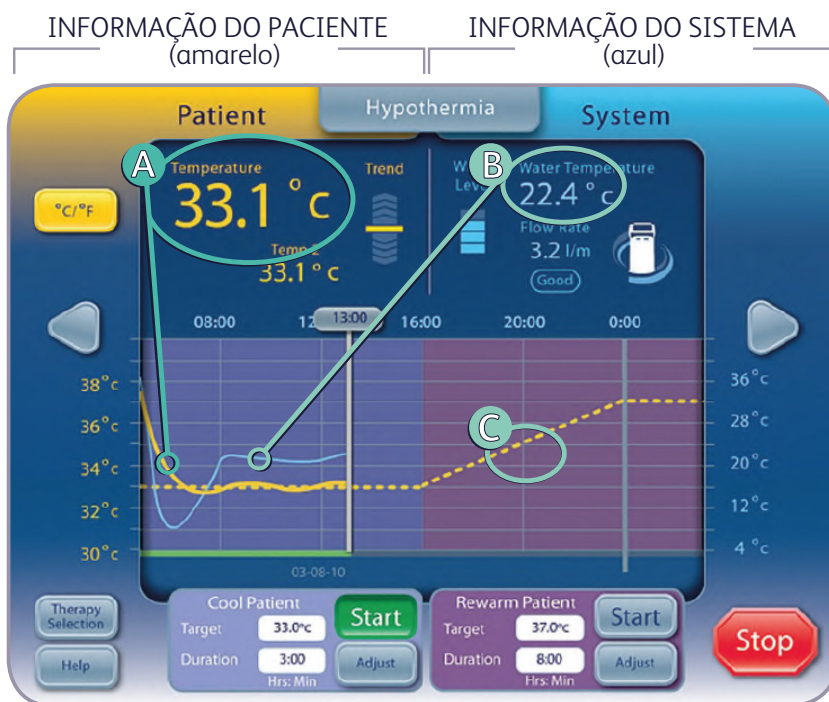 INFORMAÇÃO DO PACIENTE
(amarelo)
INFORMAÇÃO DO SISTEMA
(azul)
Patient
Hypothermia
System
A
Temperature
33.1 °c
Temp 2
33.1 °c
Trend
B
Water Temperature
22.4 °c
Flow Rate
3.2 l/m
Good
°C/°F
08:00
13:00
16:00
20:00
0:00
38°c
36°c
34°c
32°c
30°c
36°c
28°c
20°c
12°c
4°c
C
03-08-10
Therapy
Selection
Help
Cool Patient
Target
33.0°c
Start
Duration
3:00
Hrs: Min
Adjust
Rewarm Patient
Target
37.0°c
Start
Duration
8:00
Hrs: Min
Adjust
Stop